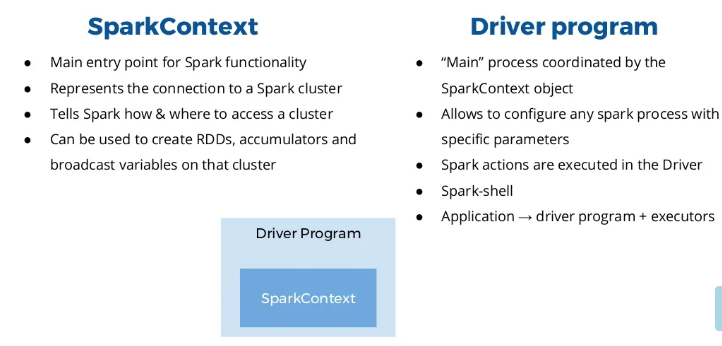 SparkContext
● Main entry point for Spark functionality
● Represents the connection to a Spark cluster
● Tells Spark how & where to access a cluster
● Can be used to create RDDs, accumulators and
broadcast variables on that cluster
Driver program
● “Main” process coordinated by the
SparkContext object
● Allows to configure any spark process with
specific parameters
● Spark actions are executed in the Driver
● Spark-shell
● Application → driver program + executors
Driver Program
SparkContext